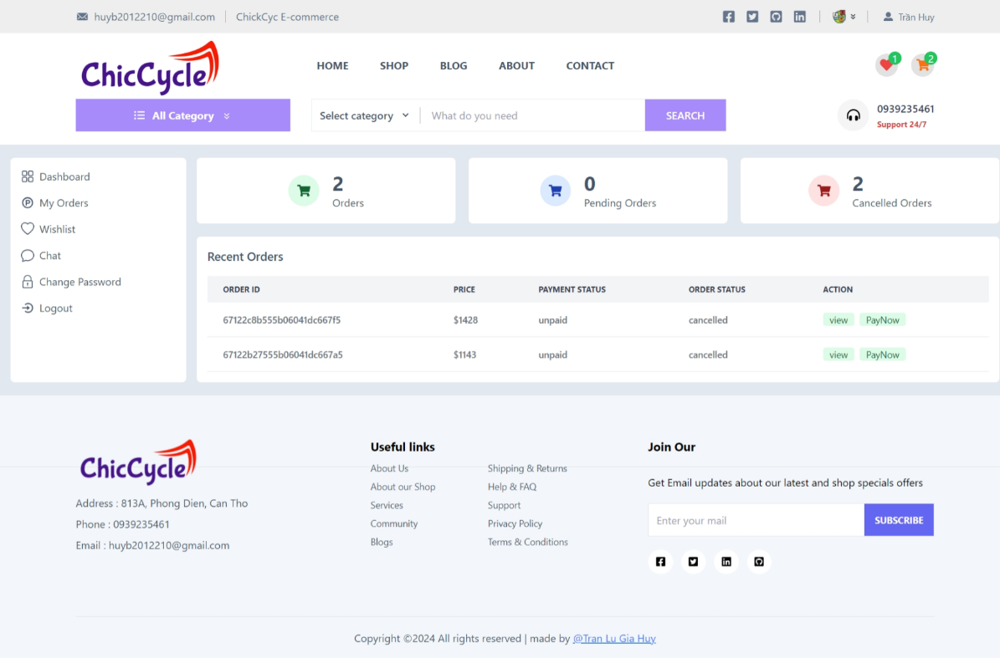 huyb2012210@gmail.com ChickCyc E-commerce Trần Huy
ChicCycle HOME SHOP BLOG ABOUT CONTACT 1 2
All Category Select category What do you need SEARCH 0939235461
Support 24/7
Dashboard
My Orders
Wishlist
Chat
Change Password
Logout
2
Orders
0
Pending Orders
2
Cancelled Orders
Recent Orders
ORDER ID PRICE PAYMENT STATUS ORDER STATUS ACTION
67122c8b555b06041dc667f5 $1428 unpaid cancelled view PayNow
67122b27555b06041dc667a5 $1143 unpaid cancelled view PayNow
ChicCycle
Address : 813A, Phong Dien, Can Tho
Phone : 0939235461
Email : huyb2012210@gmail.com
Useful links
About Us
About our Shop
Services
Community
Blogs
Shipping & Returns
Help & FAQ
Support
Privacy Policy
Terms & Conditions
Join Our
Get Email updates about our latest and shop specials offers
Enter your mail SUBSCRIBE
Copyright ©2024 All rights reserved | made by @Tran Lu Gia Huy